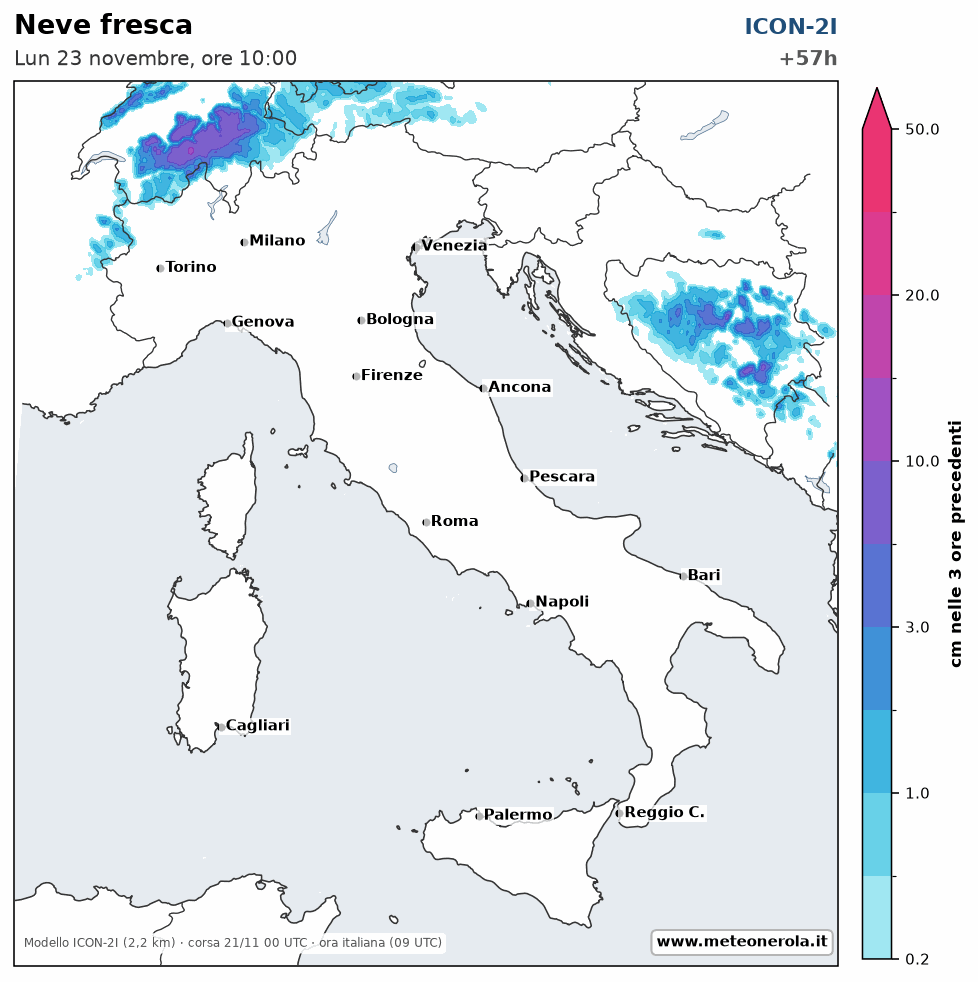 Neve fresca
ICON-2I
Lun 23 novembre, ore 10:00
+57h
50.0
20.0
10.0
3.0
1.0
0.2
cm nelle 3 ore precedenti
Milano
Venezia
Torino
Genova
Bologna
Firenze
Ancona
Pescara
Roma
Bari
Napoli
Cagliari
Palermo
Reggio C.
Modello ICON-2I (2,2 km) · corsa 21/11 00 UTC · ora italiana (09 UTC)
www.meteonerola.it